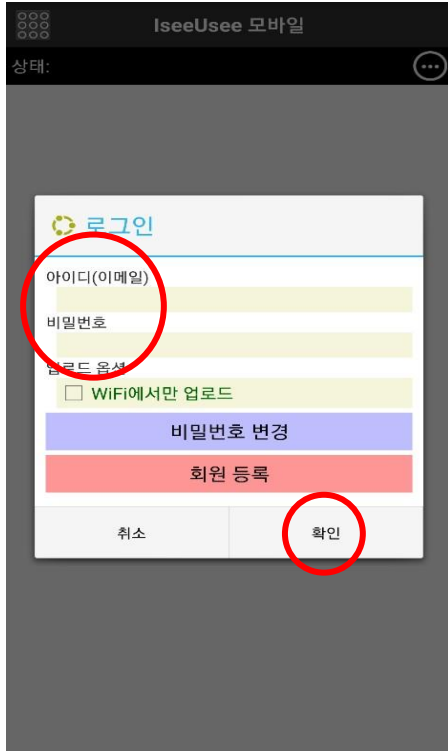 IseeUsee 모바일
상태:
로그인
아이디(이메일)
비밀번호
업로드 옵션
WiFi에서만 업로드
비밀번호 변경
회원 등록
취소
확인